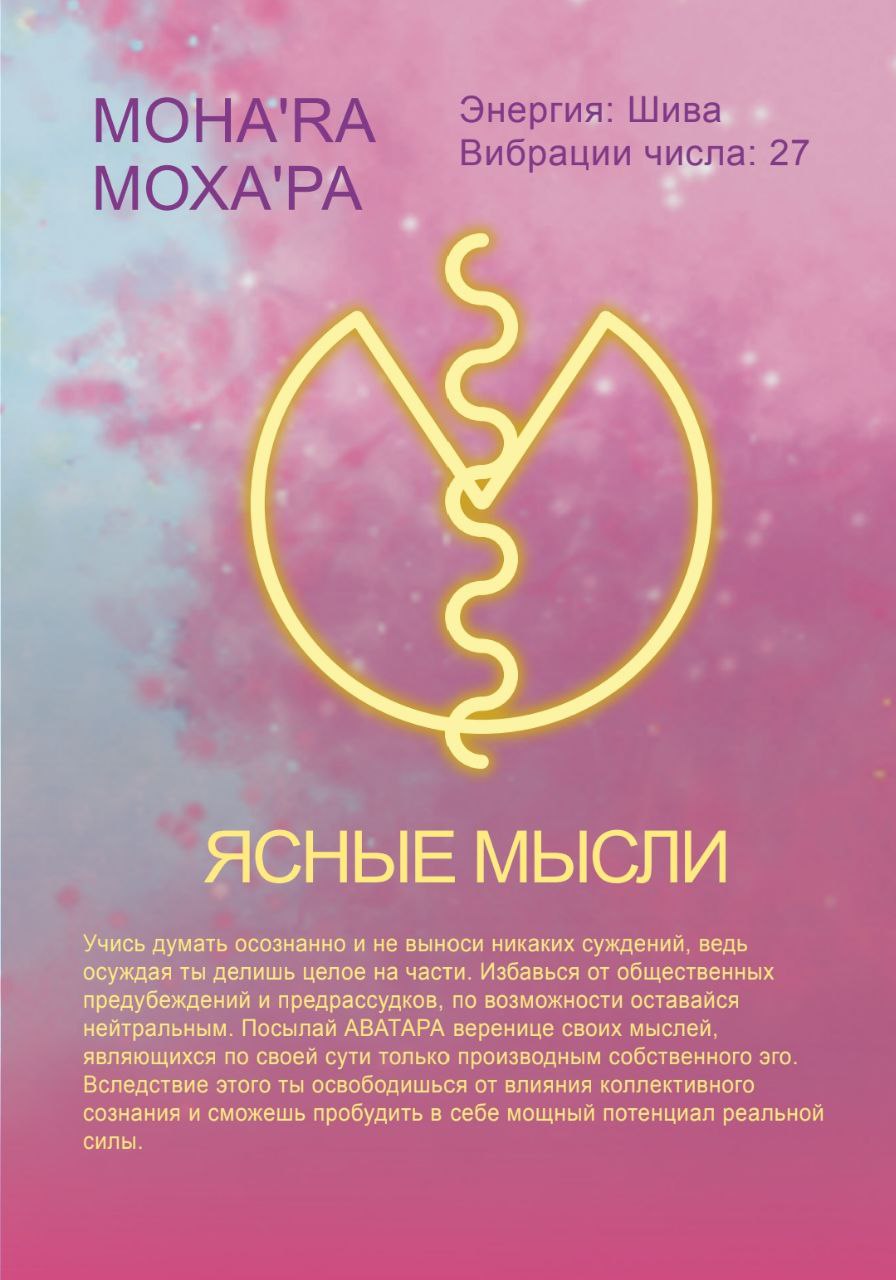 MOHA'RA
МОХА'РА
Энергия: Шива
Вибрации числа: 27
ЯСНЫЕ МЫСЛИ
Учись думать осознанно и не выноси никаких суждений, ведь
осуждая ты делишь целое на части. Избавься от общественных
предубеждений и предрассудков, по возможности оставайся
нейтральным. Посылай АВАТАРА веренице своих мыслей,
являющихся по своей сути только производным собственного эго.
Вследствие этого ты освободишься от влияния коллективного
сознания и сможешь пробудить в себе мощный потенциал реальной
силы.